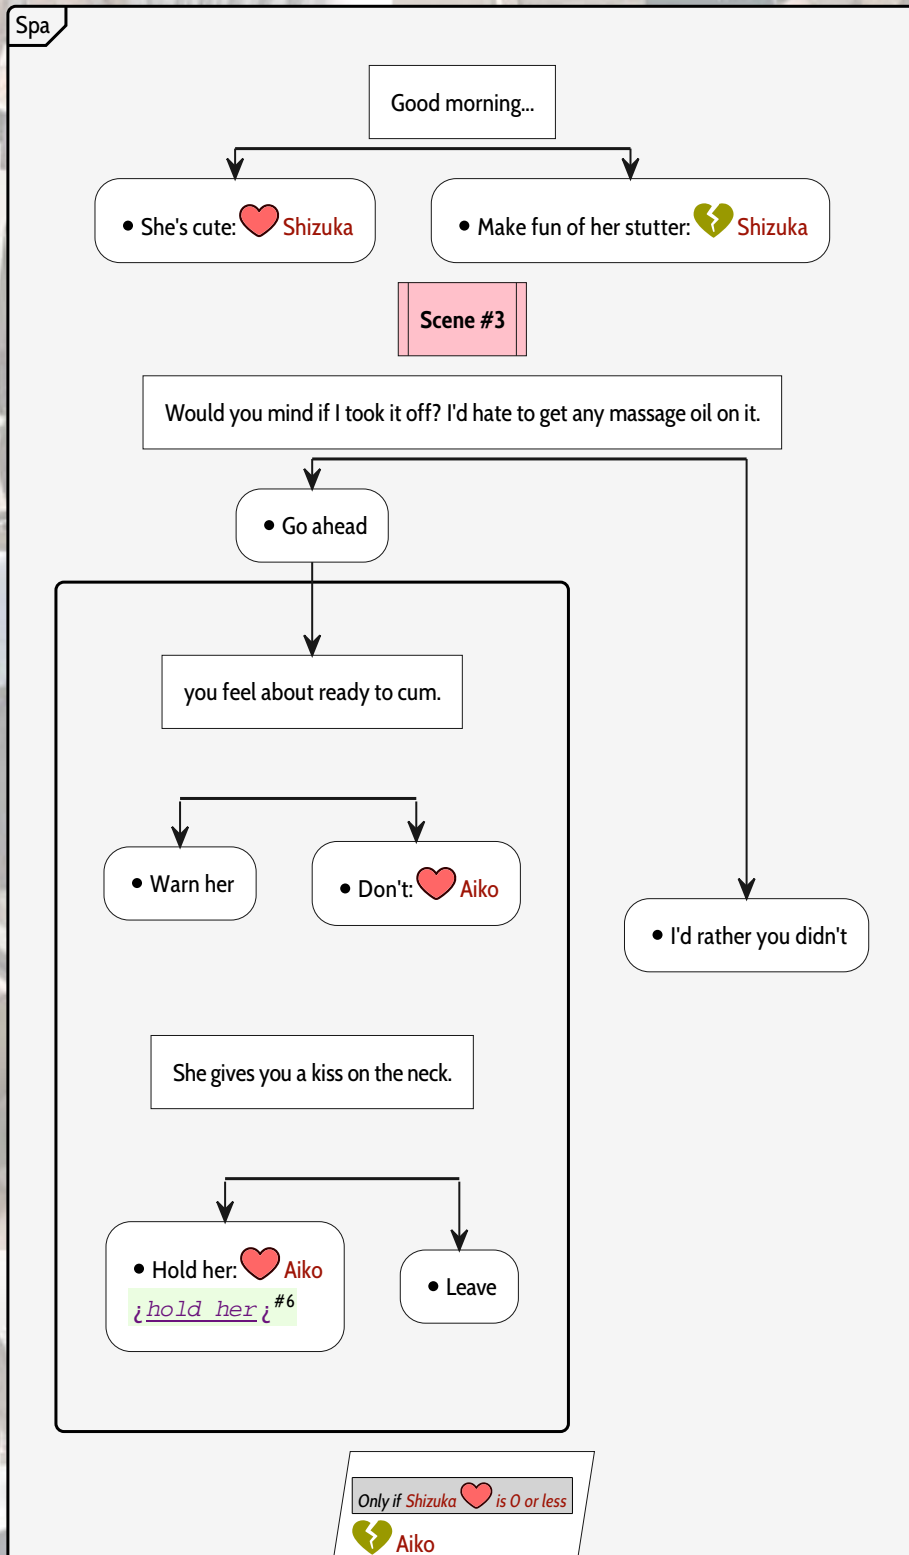 Spa
Good morning...
• She's cute: Shizuka
• Make fun of her stutter: Shizuka
Scene #3
Would you mind if I took it off? I'd hate to get any massage oil on it.
• Go ahead
you feel about ready to cum.
• Warn her
• Don't: Aiko
• I'd rather you didn't
She gives you a kiss on the neck.
• Hold her: Aiko
¿hold her¿#6
• Leave
Only if Shizuka is 0 or less
Aiko